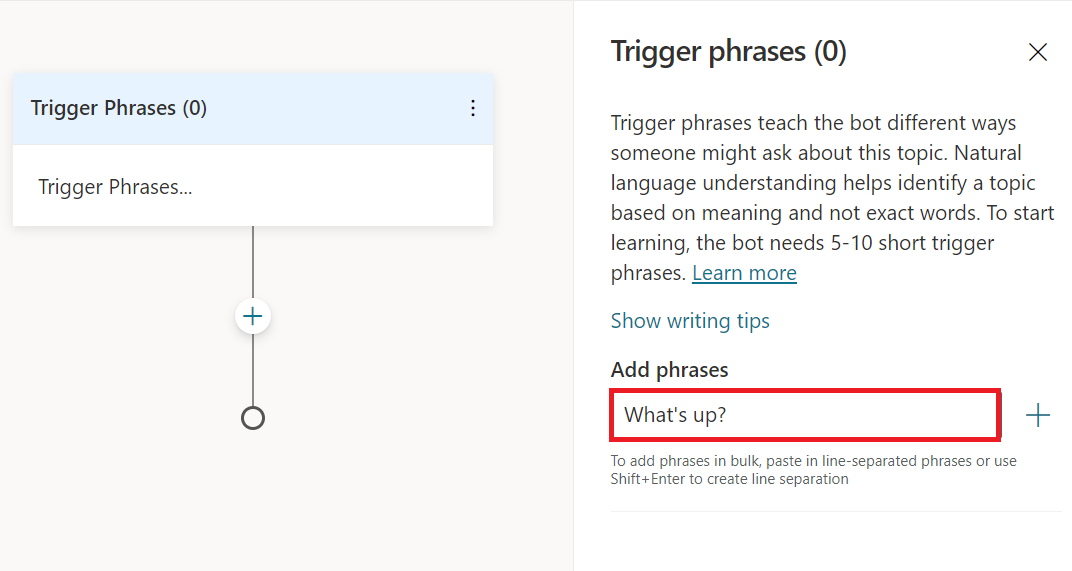 Trigger Phrases (0)
Trigger Phrases...
Trigger phrases (0)
Trigger phrases teach the bot different ways
someone might ask about this topic. Natural
language understanding helps identify a topic
based on meaning and not exact words. To start
learning, the bot needs 5-10 short trigger
phrases. Learn more
Show writing tips
Add phrases
What's up?
To add phrases in bulk, paste in line-separated phrases or use
Shift+Enter to create line separation